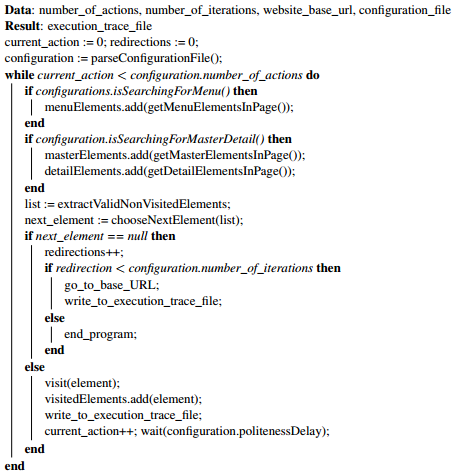 Data: number_of_actions, number_of_iterations, website_base_url, configuration_file
Result: execution_trace_file
current_action := 0; redirections := 0;
configuration := parseConfigurationFile();
while current_action < configuration.number_of_actions do
if configurations.isSearchingForMenu() then
menuElements.add(getMenuElementsInPage());
end
if configuration.isSearchingForMasterDetail() then
masterElements.add(getMasterElementsInPage());
detailElements.add(getDetailElementsInPage());
end
list := extractValidNonVisitedElements;
next_element := chooseNextElement(list);
if next_element == null then
redirections++;
if redirection < configuration.number_of_iterations then
go_to_base_URL;
write_to_execution_trace_file;
else
end_program;
end
else
visit(element);
visitedElements.add(element);
write_to_execution_trace_file;
current_action++; wait(configuration.politenessDelay);
end
end